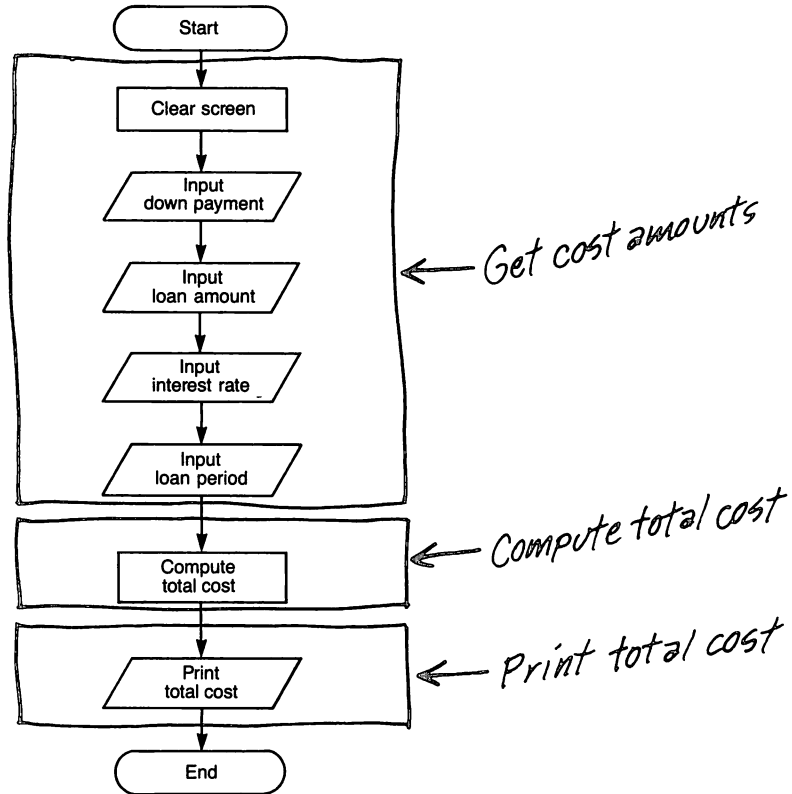 Start
Clear screen
Input
down payment
Input
loan amount
Get cost amounts
Input
interest rate
Input
loan period
Compute total cost
Compute
total cost
Print total cost
Print
total cost
End